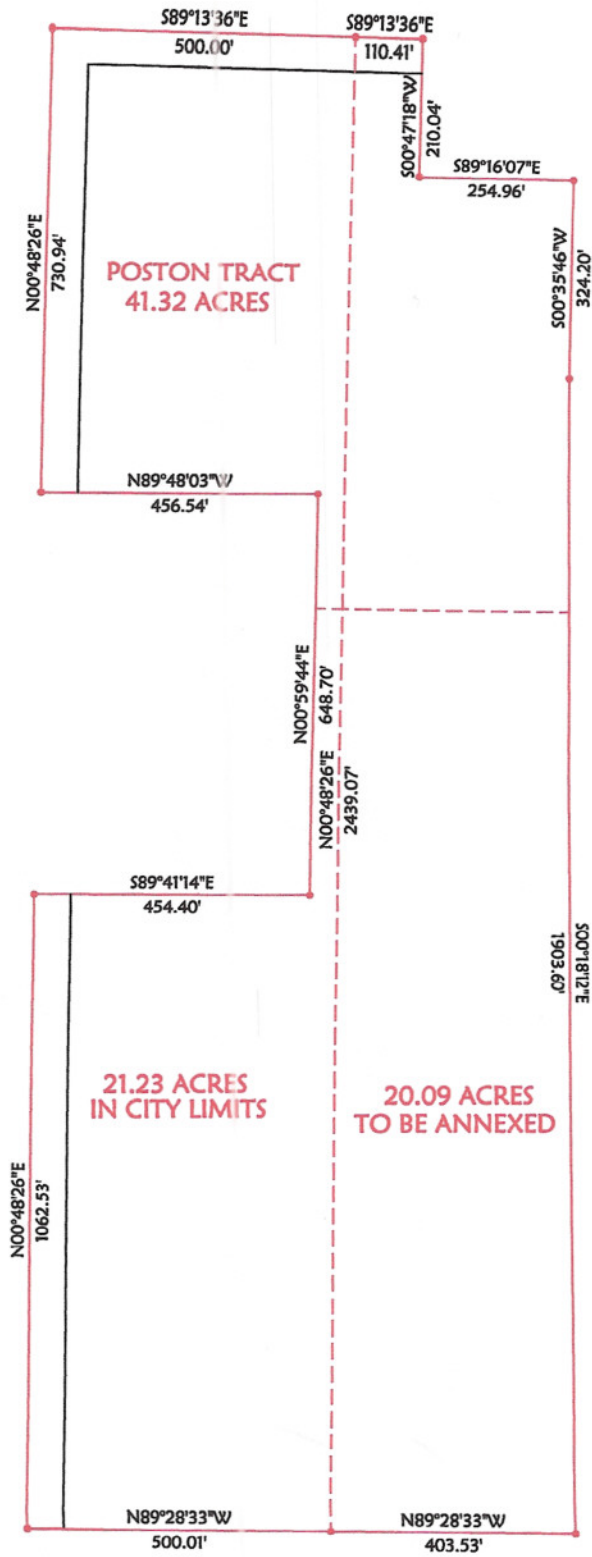 S89°13'36"E
500.00'
S89°13'36"E
110.41'
S00°47'18"W
210.04'
S89°16'07"E
254.96'
N00°48'26"E
730.94'
POSTON TRACT
41.32 ACRES
S00°35'46"W
324.20'
N89°48'03"W
456.54'
N00°59'44"E
648.70'
N00°48'26"E
2439.07'
S89°41'14"E
454.40'
S00°18'12"E
1903.60'
21.23 ACRES
IN CITY LIMITS
20.09 ACRES
TO BE ANNEXED
N00°48'26"E
1062.53'
N89°28'33"W
500.01'
N89°28'33"W
403.53'